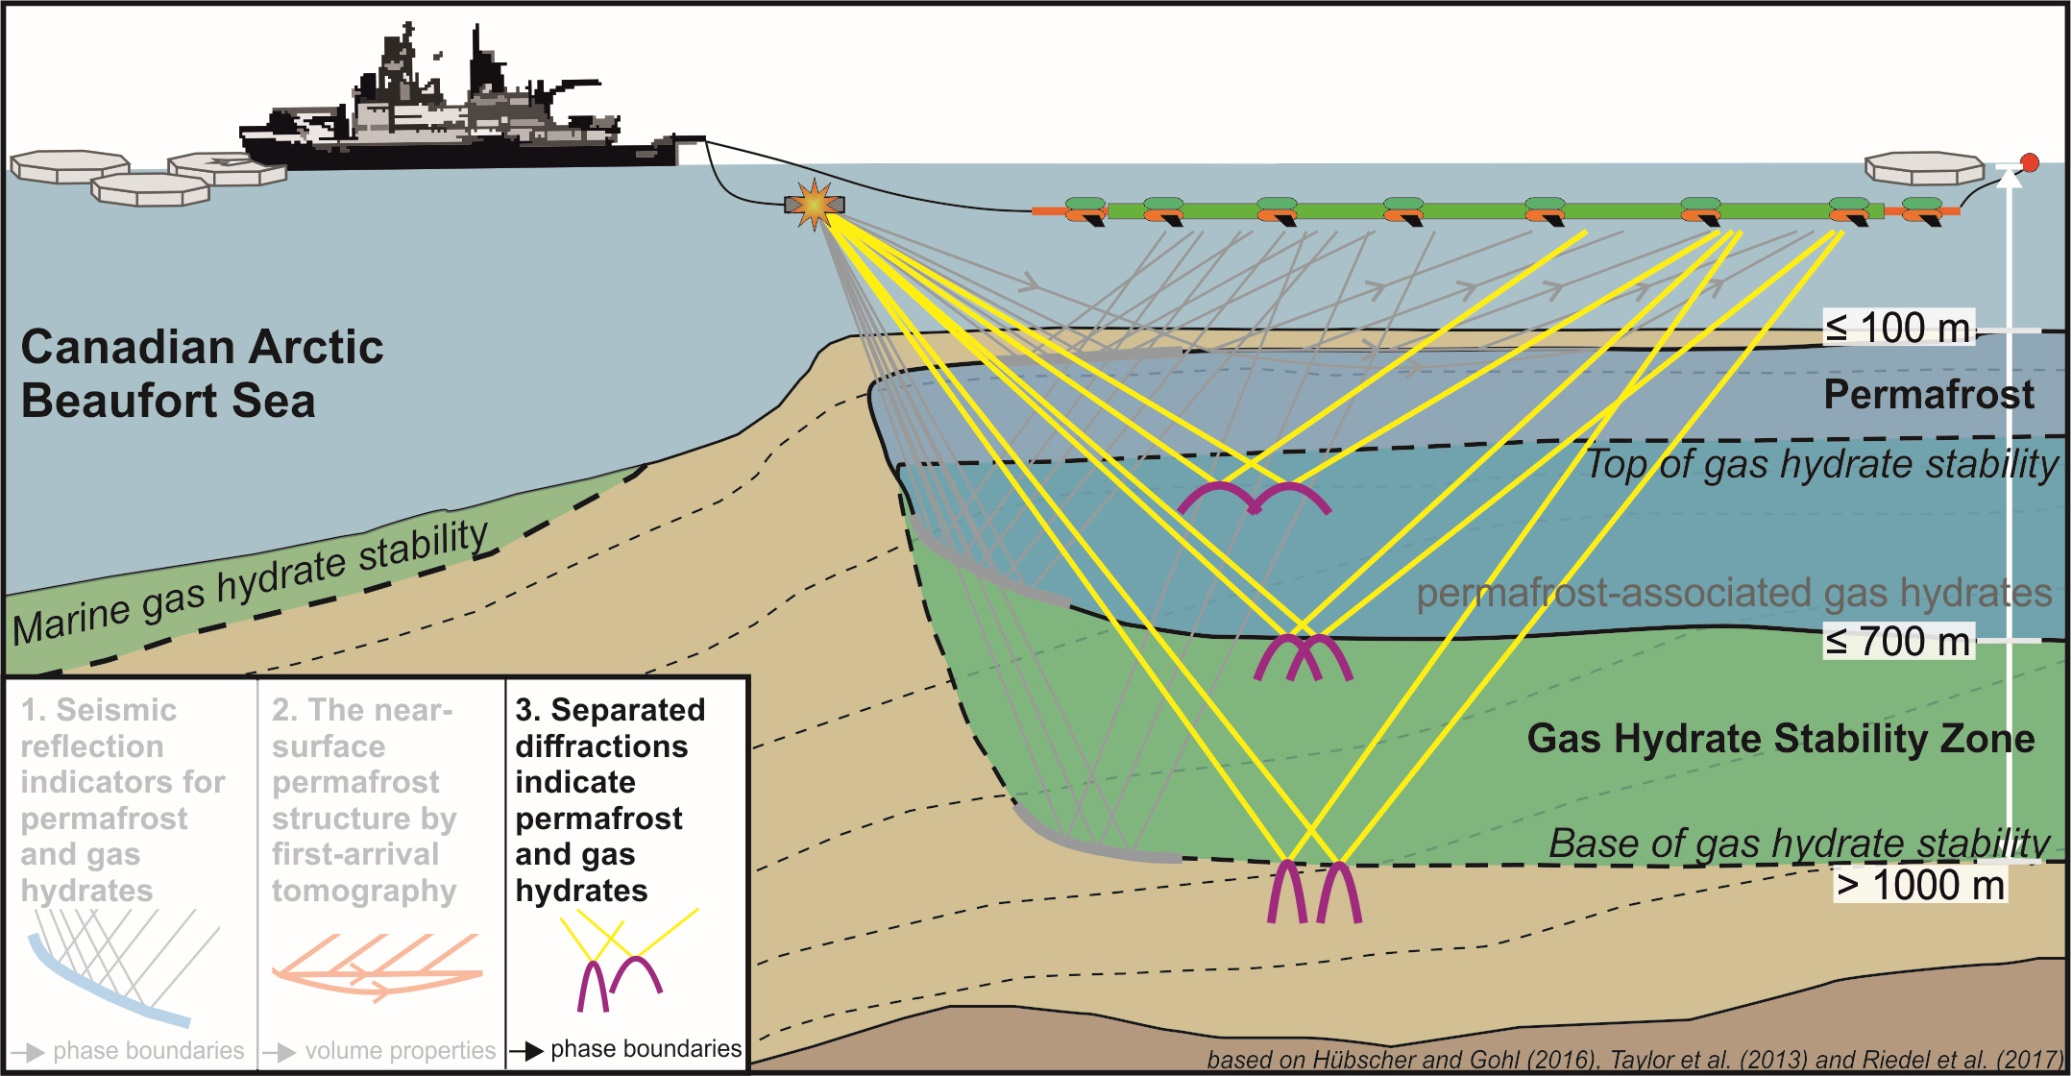 Canadian Arctic
Beaufort Sea
≤ 100 m
Permafrost
Top of gas hydrate stability
Marine gas hydrate stability
permafrost-associated gas hydrates
≤ 700 m
Gas Hydrate Stability Zone
Base of gas hydrate stability
> 1000 m
1. Seismic
reflection
indicators for
permafrost
and gas
hydrates
phase boundaries
2. The near-
surface
permafrost
structure by
first-arrival
tomography
volume properties
3. Separated
diffractions
indicate
permafrost
and gas
hydrates
phase boundaries
based on Hübscher and Gohl (2016), Taylor et al. (2013) and Riedel et al. (2017)